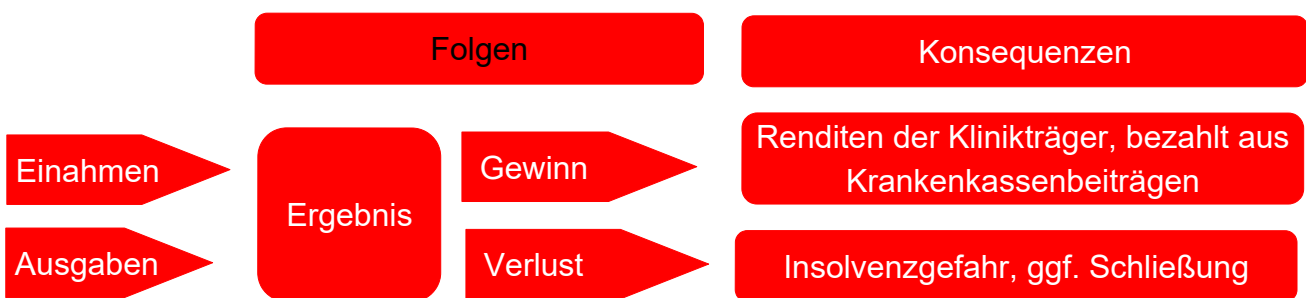 Folgen
Konsequenzen
Einahmen
Ausgaben
Ergebnis
Gewinn
Verlust
Renditen der Klinikträger, bezahlt aus
Krankenkassenbeiträgen
Insolvenzgefahr, ggf. Schließung